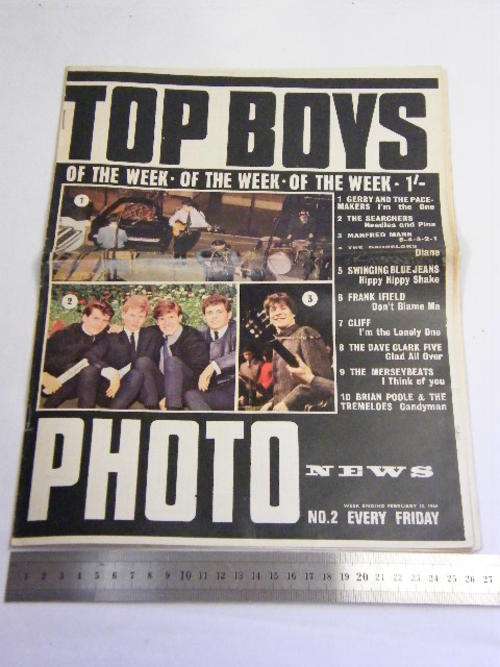 TOP BOYS
OF THE WEEK · OF THE WEEK · OF THE WEEK · 1'-
1
2
3
1 GERRY AND THE PACE-
MAKERS I'm the One
2 THE SEARCHERS
Needles and Pins
3 MANFRED MANN
5-4-3-2-1
Diane
5 SWINGING BLUE JEANS
Hippy Hippy Shake
6 FRANK IFIELD
Don't Blame Me
7 CLIFF
I'm the Lonely One
8 THE DAVE CLARK FIVE
Glad All Over
9 THE MERSEYBEATS
I Think of you
10 BRIAN POOLE & THE
TREMELOES Candyman
PHOTO
NEWS
WEEK ENDING FEBRUARY 1964
NO.2 EVERY FRIDAY
1 2 3 4 5 6 7 8 9 10 11 12 13 14 15 16 17 18 19 20 21 22 23 24 25 26 27